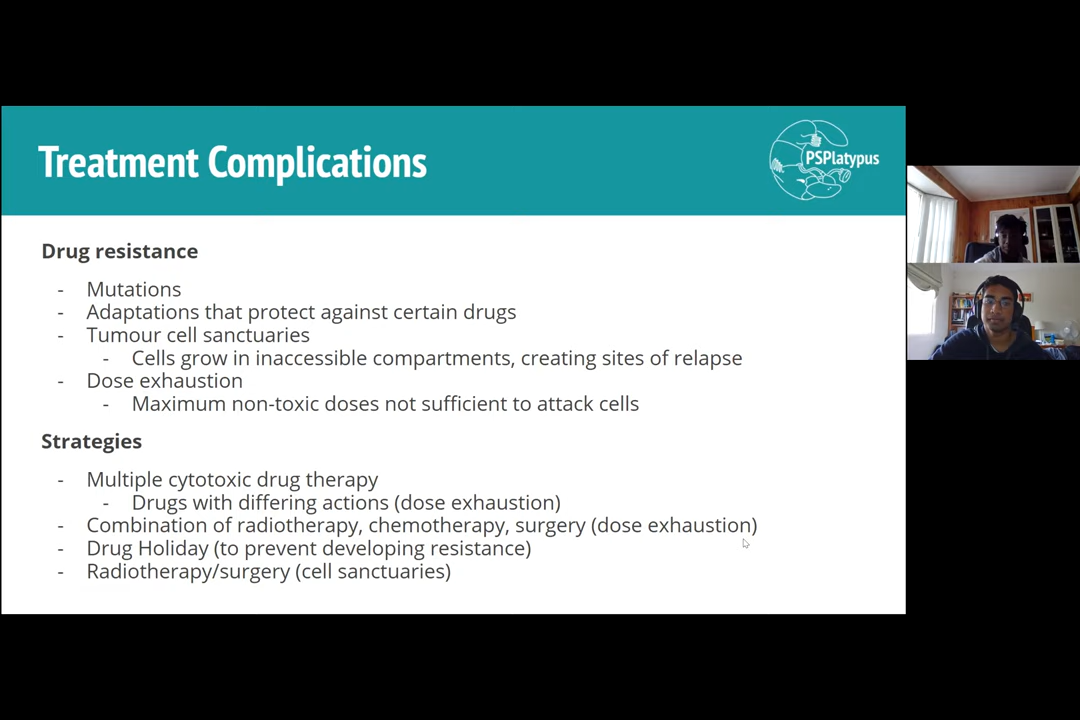 Treatment Complications
PSPlatypus
Drug resistance
- Mutations
- Adaptations that protect against certain drugs
- Tumour cell sanctuaries
- Cells grow in inaccessible compartments, creating sites of relapse
- Dose exhaustion
- Maximum non-toxic doses not sufficient to attack cells
Strategies
- Multiple cytotoxic drug therapy
- Drugs with differing actions (dose exhaustion)
- Combination of radiotherapy, chemotherapy, surgery (dose exhaustion)
- Drug Holiday (to prevent developing resistance)
- Radiotherapy/surgery (cell sanctuaries)